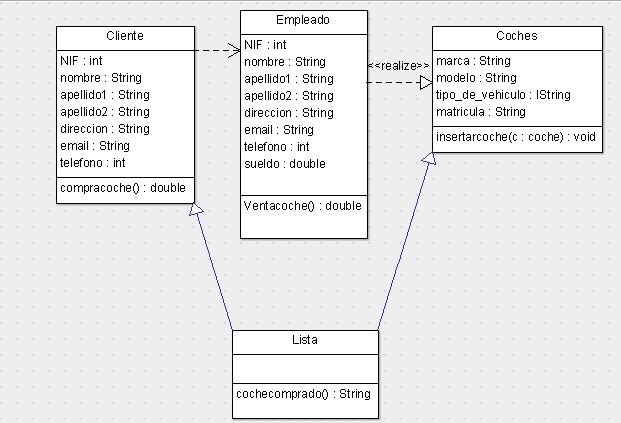 Cliente
NIF : int
nombre : String
apellido1 : String
apellido2 : String
direccion : String
email : String
telefono : int
compracoche() : double
Empleado
NIF : int
nombre : String
apellido1 : String
apellido2 : String
direccion : String
email : String
telefono : int
sueldo : double
Ventacoche() : double
<<realize>>
Coches
marca : String
modelo : String
tipo_de_vehiculo : IString
matricula : String
insertarcoche(c : coche) : void
Lista
cochecomprado() : String